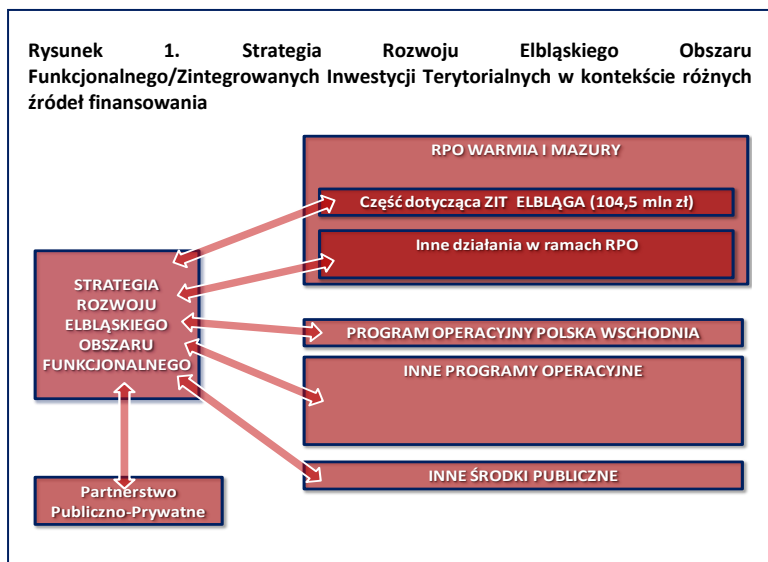 Rysunek 1. Strategia Rozwoju Elbląskiego Obszaru
Funkcjonalnego/Zintegrowanych Inwestycji Terytorialnych w kontekście różnych
źródeł finansowania
RPO WARMIA I MAZURY
Część dotycząca ZIT ELBLĄGA (104,5 mln zł)
Inne działania w ramach RPO
STRATEGIA
ROZWOJU
ELBLĄSKIEGO
OBSZARU
FUNKCJONALNEGO
PROGRAM OPERACYJNY POLSKA WSCHODNIA
INNE PROGRAMY OPERACYJNE
INNE ŚRODKI PUBLICZNE
Partnerstwo
Publiczno-Prywatne